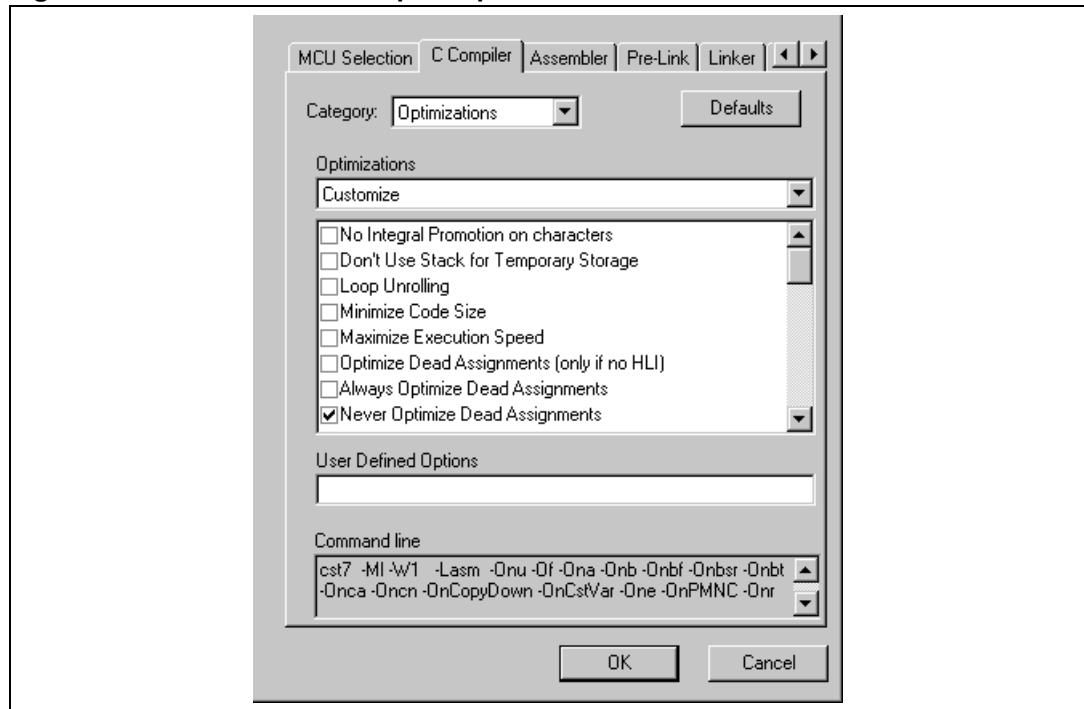 MCU Selection C Compiler Assembler Pre-Link Linker
Category: Optimizations Defaults
Optimizations
Customize
No Integral Promotion on characters
Don't Use Stack for Temporary Storage
Loop Unrolling
Minimize Code Size
Maximize Execution Speed
Optimize Dead Assignments (only if no HLI)
Always Optimize Dead Assignments
Never Optimize Dead Assignments
User Defined Options
Command line
cst7 -Ml -W1 -Lasm -Onu -Of -Ona -Onb -Onbf -Onbsr -Onbt
-Onca -Oncn -OnCopyDown -OnCstVar -One -OnPMNC -Onr
OK Cancel